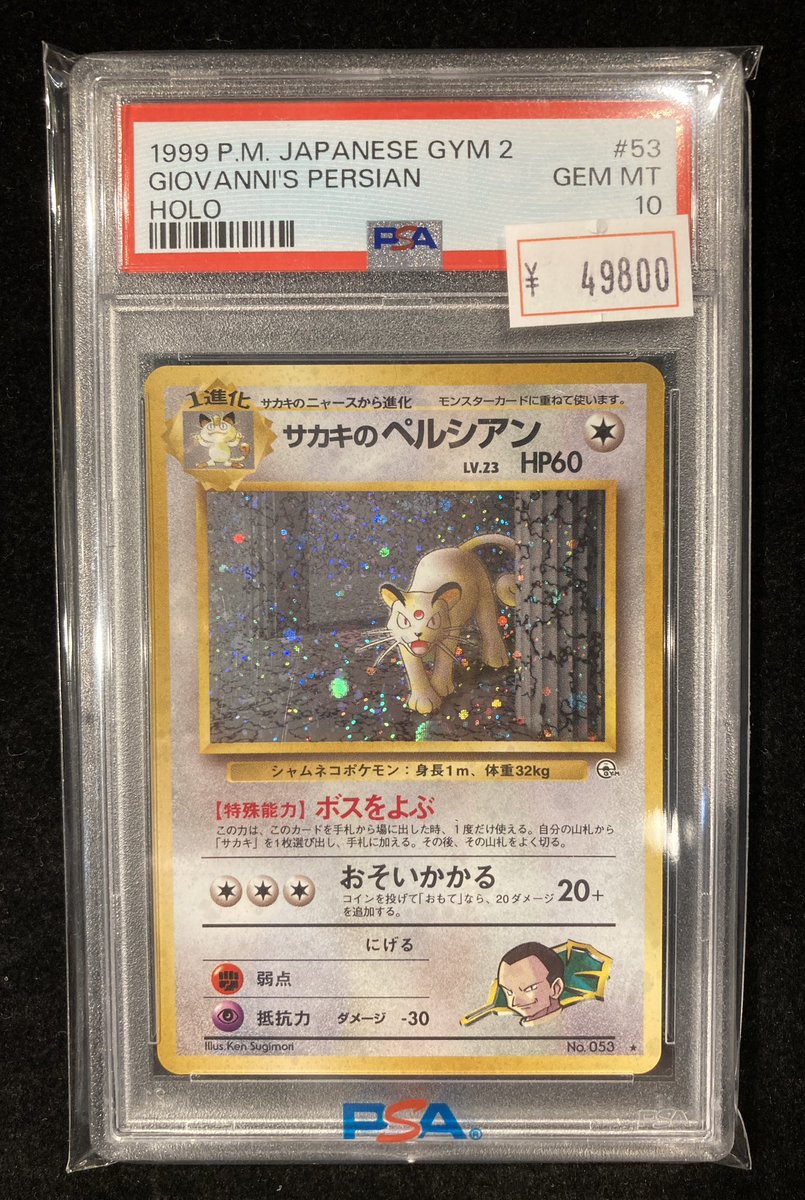 1999 P.M. JAPANESE GYM 2 #53
GIOVANNI'S PERSIAN GEM MT
HOLO 10
PSA
¥ 49800
1進化 サカキのニャースから進化 モンスターカードに重ねて使います。
サカキのペルシアン
LV.23 HP60
シャムネコポケモン：身長1m、体重32kg
GYM
【特殊能力】ボスをよぶ
この力は、このカードを手札から場に出した時、1度だけ使える。自分の山札から
「サカキ」を1枚選び出し、手札に加える。その後、その山札をよく切る。
おそいかかる
コインを投げて「おもて」なら、20ダメージ 20+
を追加する。
にげる
弱点
抵抗力 ダメージ -30
Illus. Ken Sugimori No. 053 ★
PSA®
PSA